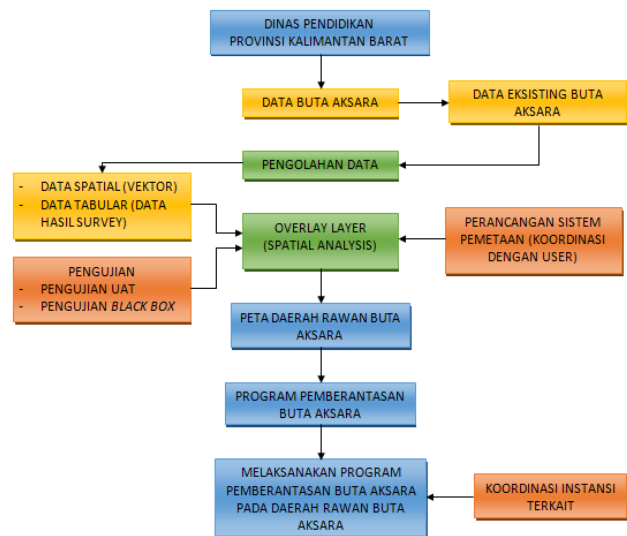 DINAS PENDIDIKAN
PROVINSI KALIMANTAN BARAT
DATA BUTA AKSARA
DATA EKSISTING BUTA
AKSARA
PENGOLAHAN DATA
- DATA SPATIAL (VEKTOR)
- DATA TABULAR (DATA
HASIL SURVEY)
OVERLAY LAYER
(SPATIAL ANALYSIS)
PERANCANGAN SISTEM
PEMETAAN (KOORDINASI
DENGAN USER)
PENGUJIAN
- PENGUJIAN UAT
- PENGUJIAN BLACK BOX
PETA DAERAH RAWAN BUTA
AKSARA
PROGRAM PEMBERANTASAN
BUTA AKSARA
MELAKSANAKAN PROGRAM
PEMBERANTASAN BUTA AKSARA
PADA DAERAH RAWAN BUTA
AKSARA
KOORDINASI INSTANSI
TERKAIT